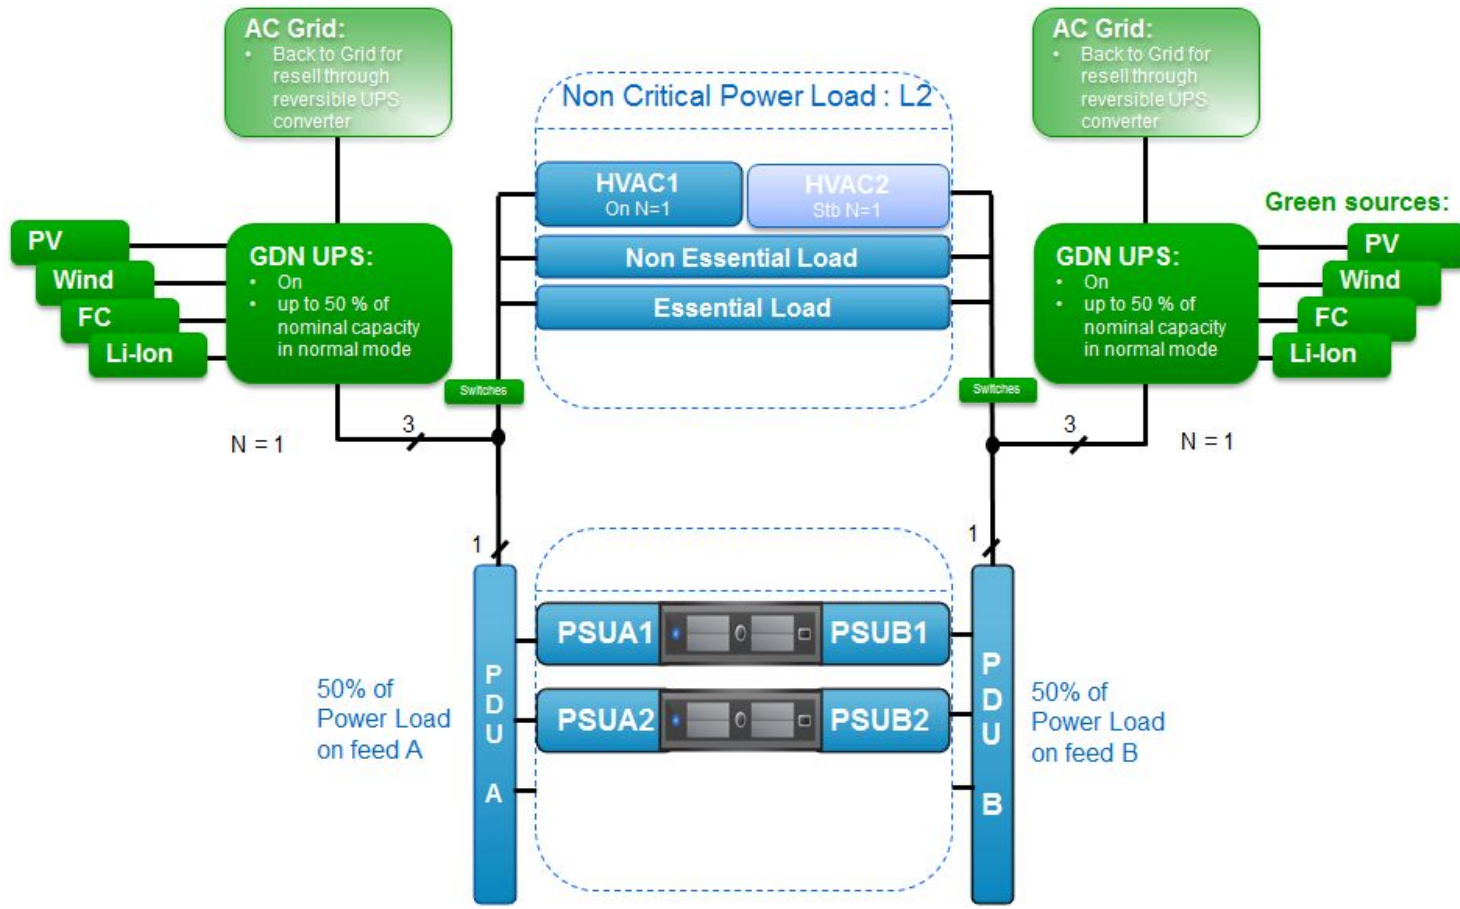 AC Grid:
• Back to Grid for
resell through
reversible UPS
converter
AC Grid:
• Back to Grid for
resell through
reversible UPS
converter
Non Critical Power Load : L2
HVAC1
On N=1
HVAC2
Stb N=1
Non Essential Load
Essential Load
Green sources:
PV
Wind
FC
Li-Ion
GDN UPS:
• On
• up to 50 % of
nominal capacity
in normal mode
GDN UPS:
• On
• up to 50 % of
nominal capacity
in normal mode
PV
Wind
FC
Li-Ion
Switches
Switches
N = 1
3
3
N = 1
1
1
PDU A
PSUA1
PSUB1
PSUA2
PSUB2
PDU B
50% of
Power Load
on feed A
50% of
Power Load
on feed B